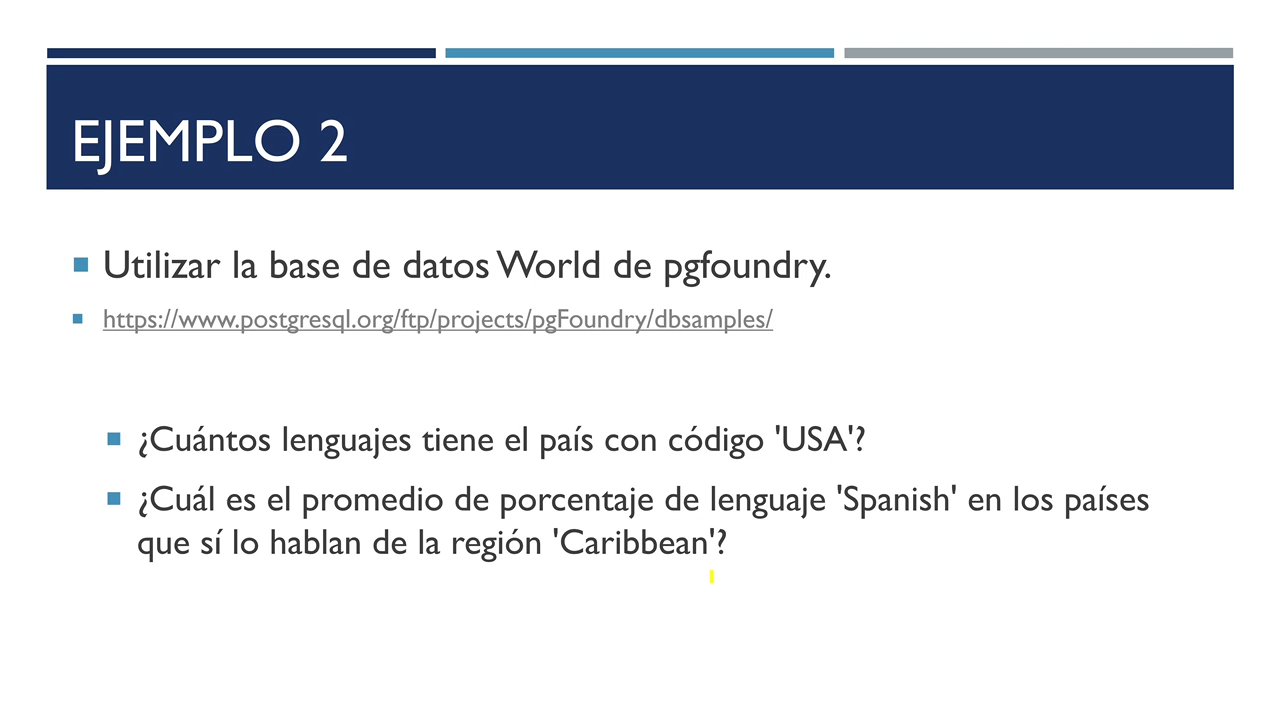 EJEMPLO 2
Utilizar la base de datos World de pgfoundry.
https://www.postgresql.org/ftp/projects/pgFoundry/dbsamples/
¿Cuántos lenguajes tiene el país con código 'USA'?
¿Cuál es el promedio de porcentaje de lenguaje 'Spanish' en los países
que sí lo hablan de la región 'Caribbean'?